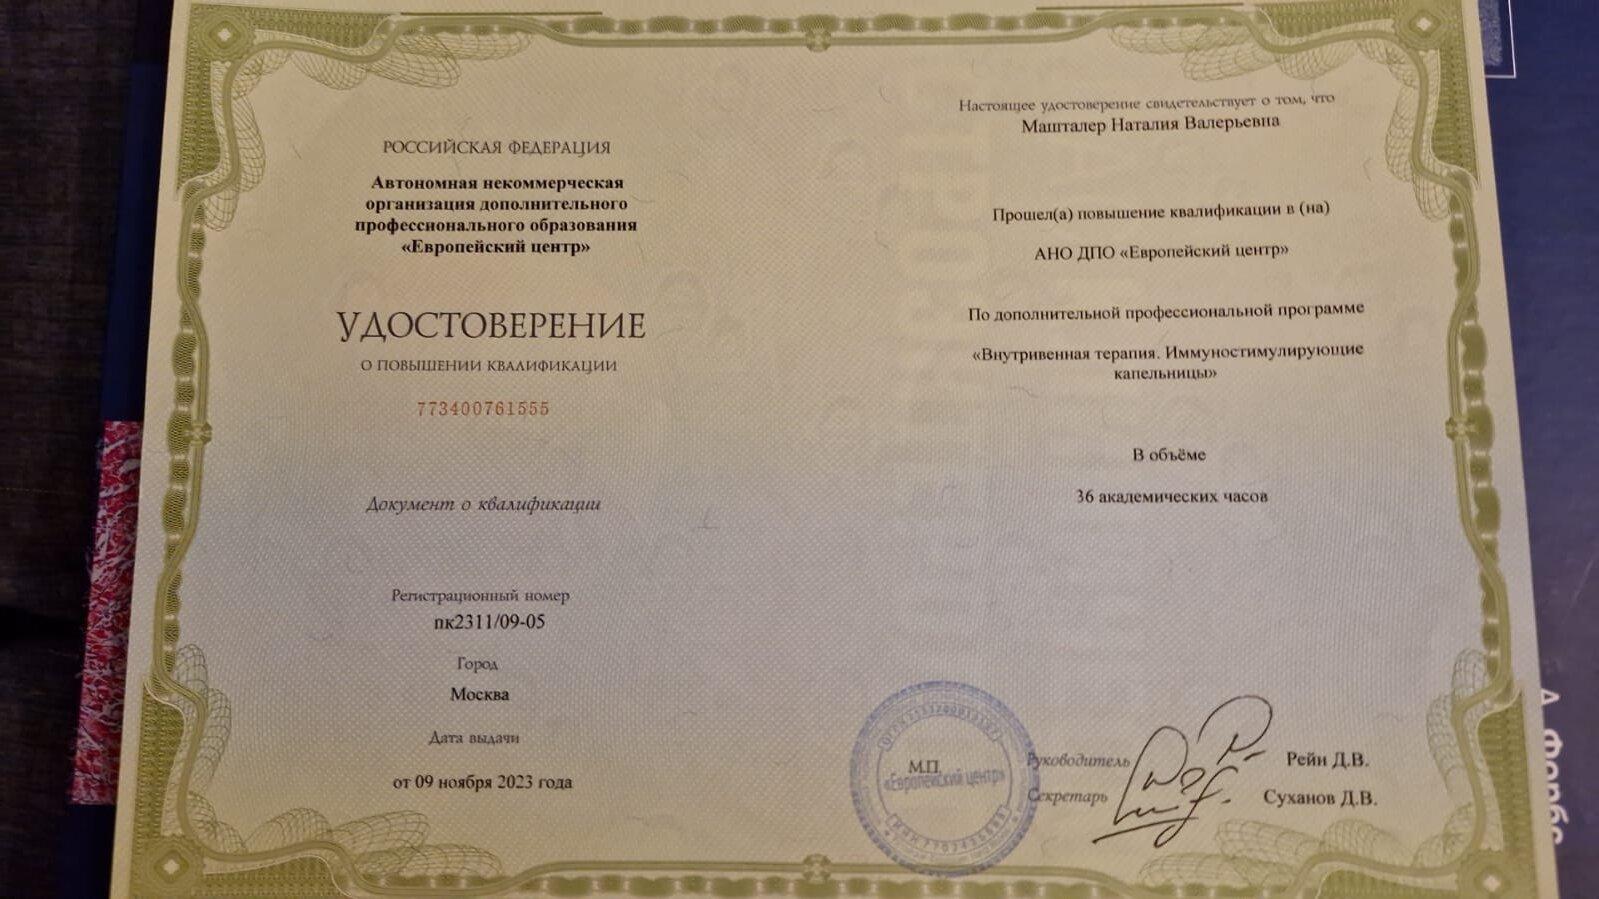 РОССИЙСКАЯ ФЕДЕРАЦИЯ
Автономная некоммерческая
организация дополнительного
профессионального образования
«Европейский центр»
УДОСТОВЕРЕНИЕ
О ПОВЫШЕНИИ КВАЛИФИКАЦИИ
773400761555
Документ о квалификации
Регистрационный номер
пк2311/09-05
Город
Москва
Дата выдачи
от 09 ноября 2023 года
Настоящее удостоверение свидетельствует о том, что
Машталер Наталия Валерьевна
Прошел(а) повышение квалификации в (на)
АНО ДПО «Европейский центр»
По дополнительной профессиональной программе
«Внутривенная терапия. Иммуностимулирующие
капельницы»
В объёме
36 академических часов
М.П.
«Европейский центр»
Руководитель
Рейн Д.В.
Секретарь
Суханов Д.В.